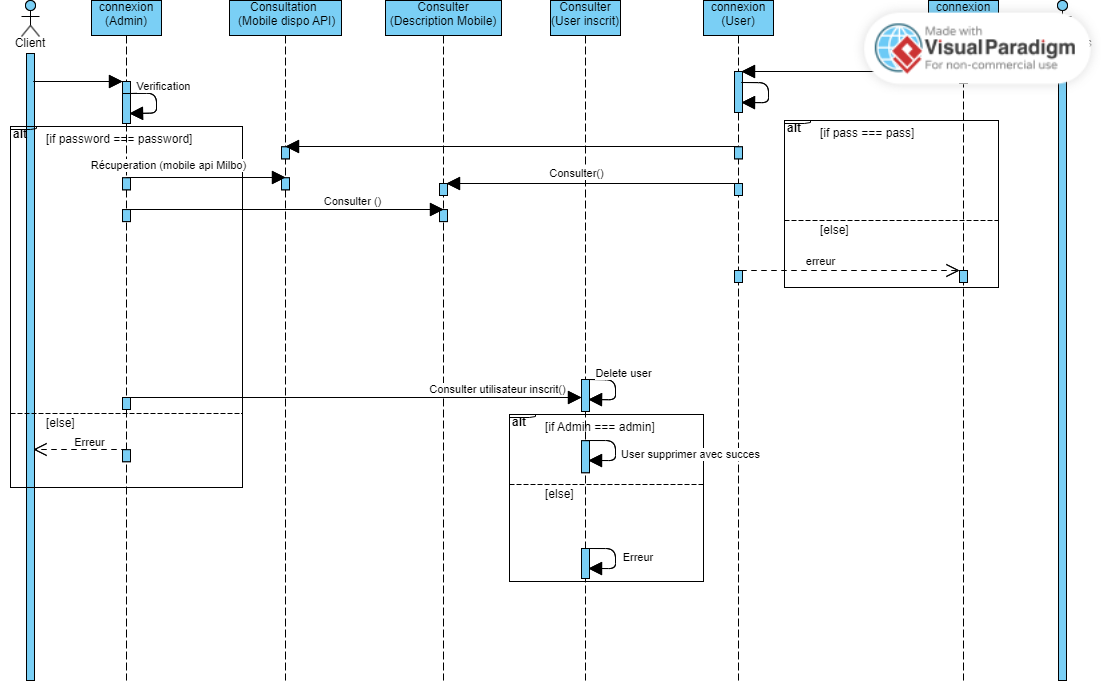 connexion
(Admin)
Consultation
(Mobile dispo API)
Consulter
(Description Mobile)
Consulter
(User inscrit)
connexion
(User)
connexion
Made with
Visual Paradigm
For non-commercial use
Client
Verification
alt
[if password === password]
alt
[if pass === pass]
Récuperation (mobile api Milbo)
Consulter()
Consulter ()
[else]
erreur
Delete user
Consulter utilisateur inscrit()
[else]
Erreur
alt
[if Admin === admin]
User supprimer avec succes
[else]
Erreur